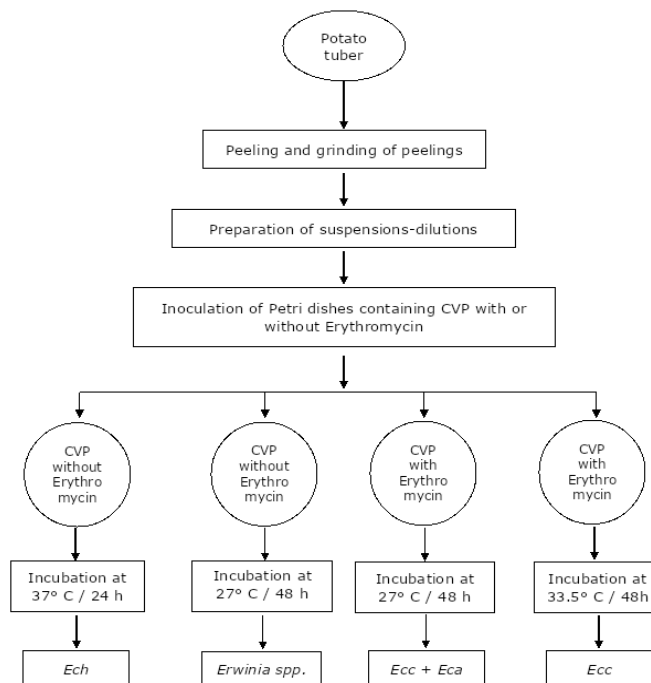 Potato
tuber
Peeling and grinding of peelings
Preparation of suspensions-dilutions
Inoculation of Petri dishes containing CVP with or
without Erythromycin
CVP
without
Erythro
mycin
CVP
without
Erythro
mycin
CVP
with
Erythro
mycin
CVP
with
Erythro
mycin
Incubation at
37° C / 24 h
Incubation at
27° C / 48 h
Incubation at
27° C / 48 h
Incubation at
33.5° C / 48h
Ech
Erwinia spp.
Ecc + Eca
Ecc